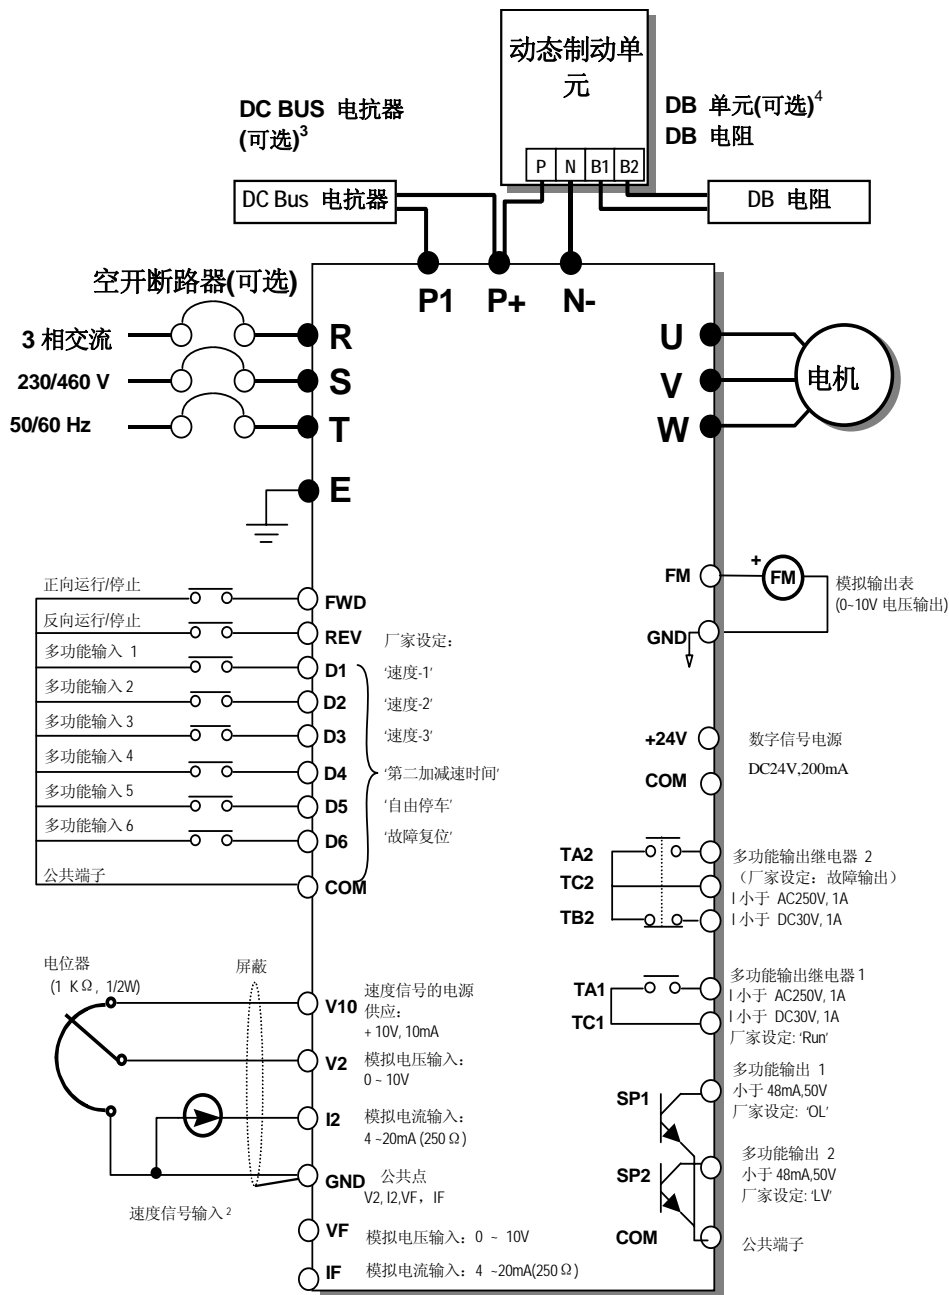 动态制动单
元
DC BUS 电抗器
(可选)3
DB 单元(可选)4
DB 电阻
P N B1 B2
DC Bus 电抗器
DB 电阻
空开断路器(可选)
P1 P+ N-
3 相交流
R
U
230/460 V
S
V
电机
50/60 Hz
T
W
E
正向运行/停止
FWD
反向运行/停止
REV
厂家设定:
多功能输入 1
D1
'速度-1'
多功能输入 2
D2
'速度-2'
多功能输入 3
D3
'速度-3'
多功能输入 4
D4
'第二加减速时间'
多功能输入 5
D5
'自由停车'
多功能输入 6
D6
'故障复位'
公共端子
COM
FM
+
FM
模拟输出表
(0~10V 电压输出)
GND
+24V
数字信号电源
DC24V,200mA
COM
TA2
多功能输出继电器 2
TC2
（厂家设定：故障输出）
I 小于 AC250V, 1A
TB2
I 小于 DC30V, 1A
多功能输出继电器 1
TA1
I 小于 AC250V, 1A
TC1
I 小于 DC30V, 1A
厂家设定: 'Run'
多功能输出 1
SP1
小于 48mA,50V
厂家设定: 'OL'
多功能输出 2
SP2
小于 48mA,50V
厂家设定: 'LV'
COM
公共端子
电位器
(1 KΩ, 1/2W)
屏蔽
V10
速度信号的电源
供应：
+ 10V, 10mA
V2
模拟电压输入：
0 ~ 10V
I2
模拟电流输入：
4 ~20mA (250 Ω)
GND
公共点
V2, I2,VF， IF
速度信号输入 2
VF
模拟电压输入：0 ~ 10V
IF
模拟电流输入：4 ~20mA(250 Ω)